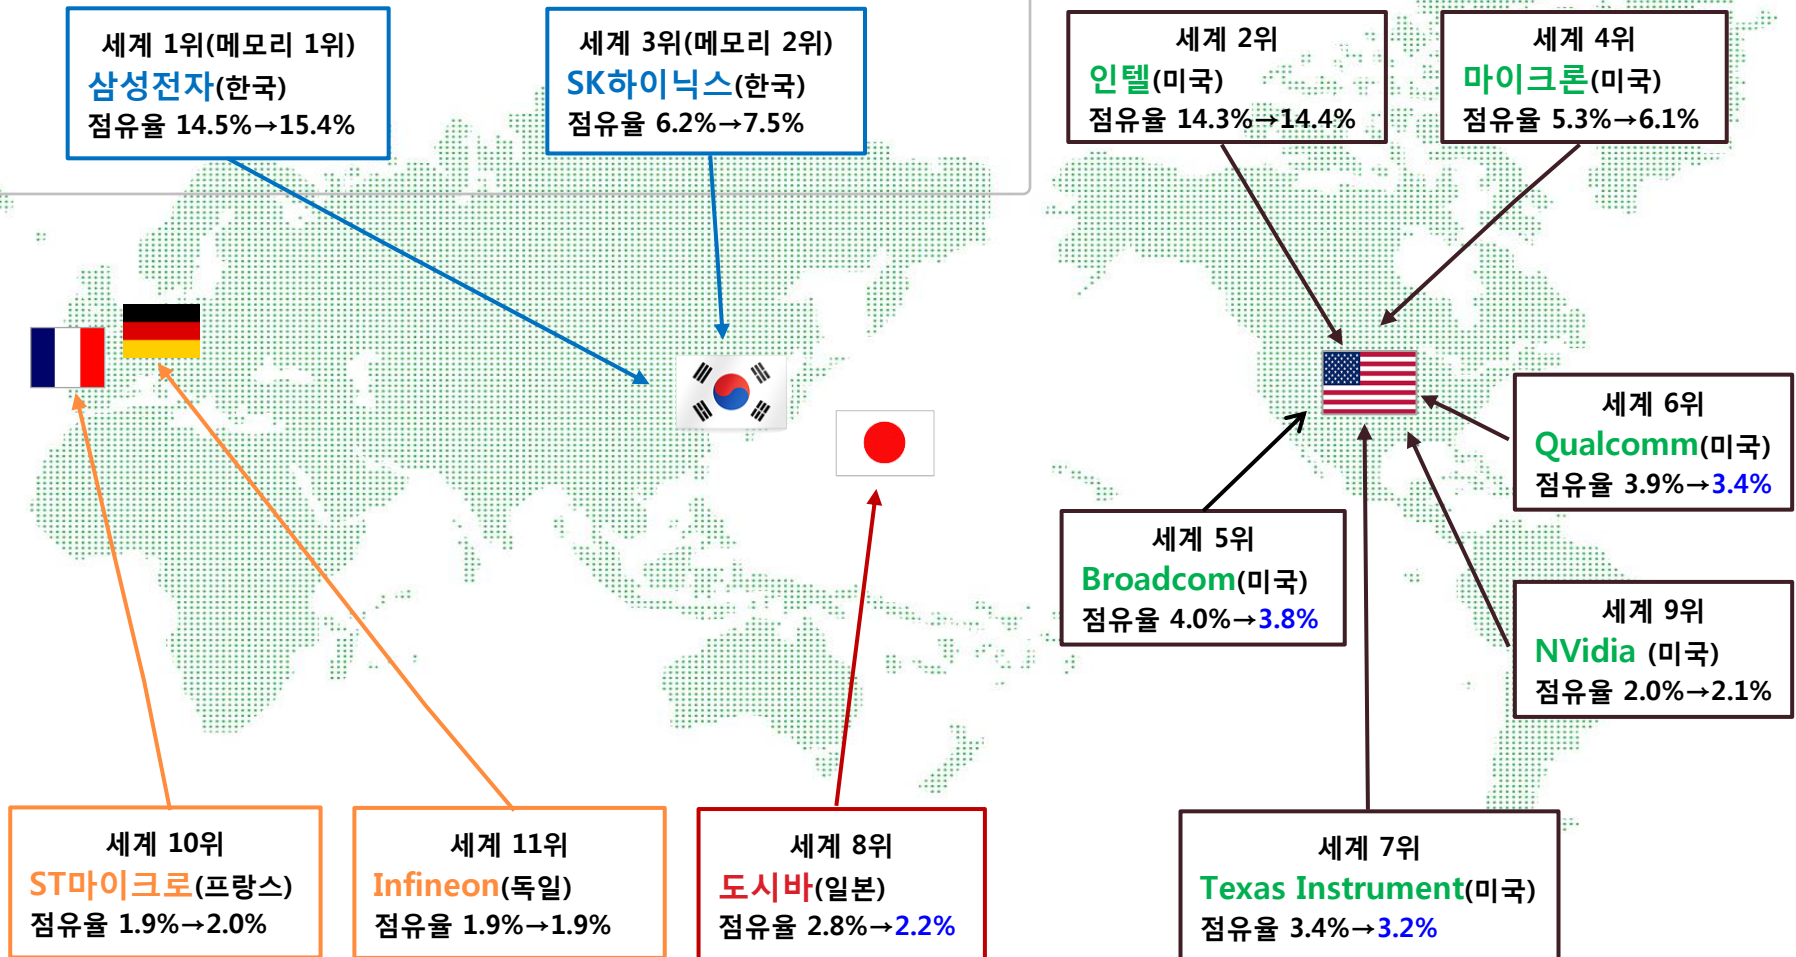 세계 1위(메모리 1위)
삼성전자(한국)
점유율 14.5%→15.4%
세계 3위(메모리 2위)
SK하이닉스(한국)
점유율 6.2%→7.5%
세계 2위
인텔(미국)
점유율 14.3%→14.4%
세계 4위
마이크론(미국)
점유율 5.3%→6.1%
세계 6위
Qualcomm(미국)
점유율 3.9%→3.4%
세계 5위
Broadcom(미국)
점유율 4.0%→3.8%
세계 9위
NVidia (미국)
점유율 2.0%→2.1%
세계 10위
ST마이크로(프랑스)
점유율 1.9%→2.0%
세계 11위
Infineon(독일)
점유율 1.9%→1.9%
세계 8위
도시바(일본)
점유율 2.8%→2.2%
세계 7위
Texas Instrument(미국)
점유율 3.4%→3.2%